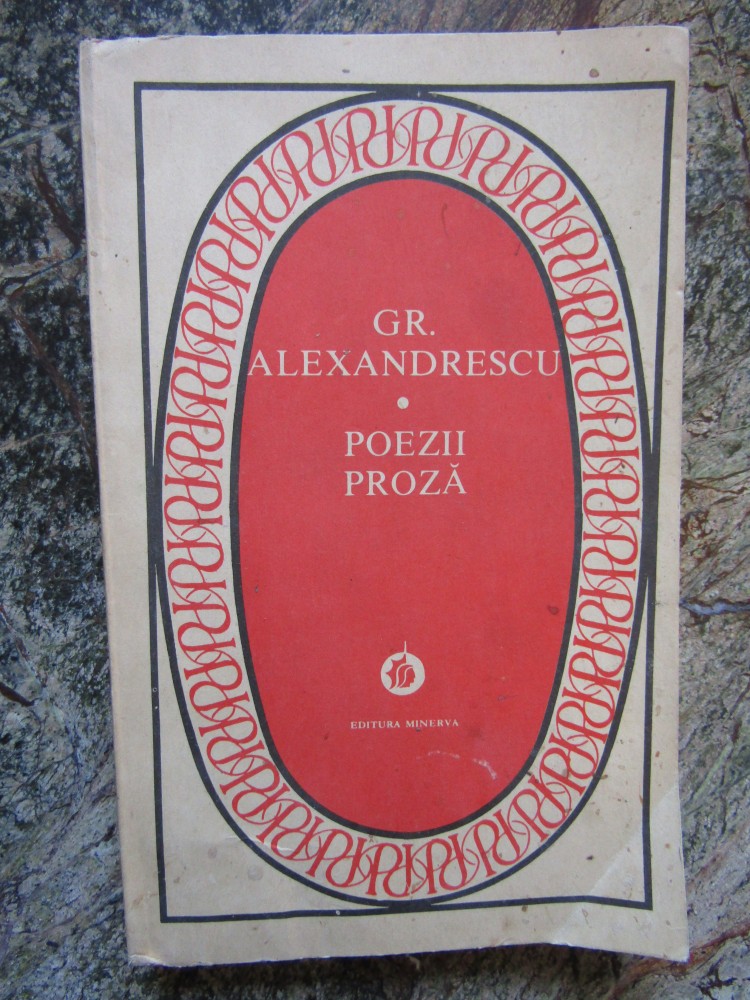 GR.
ALEXANDRESCU
•
POEZII
PROZĂ
EDITURA MINERVA